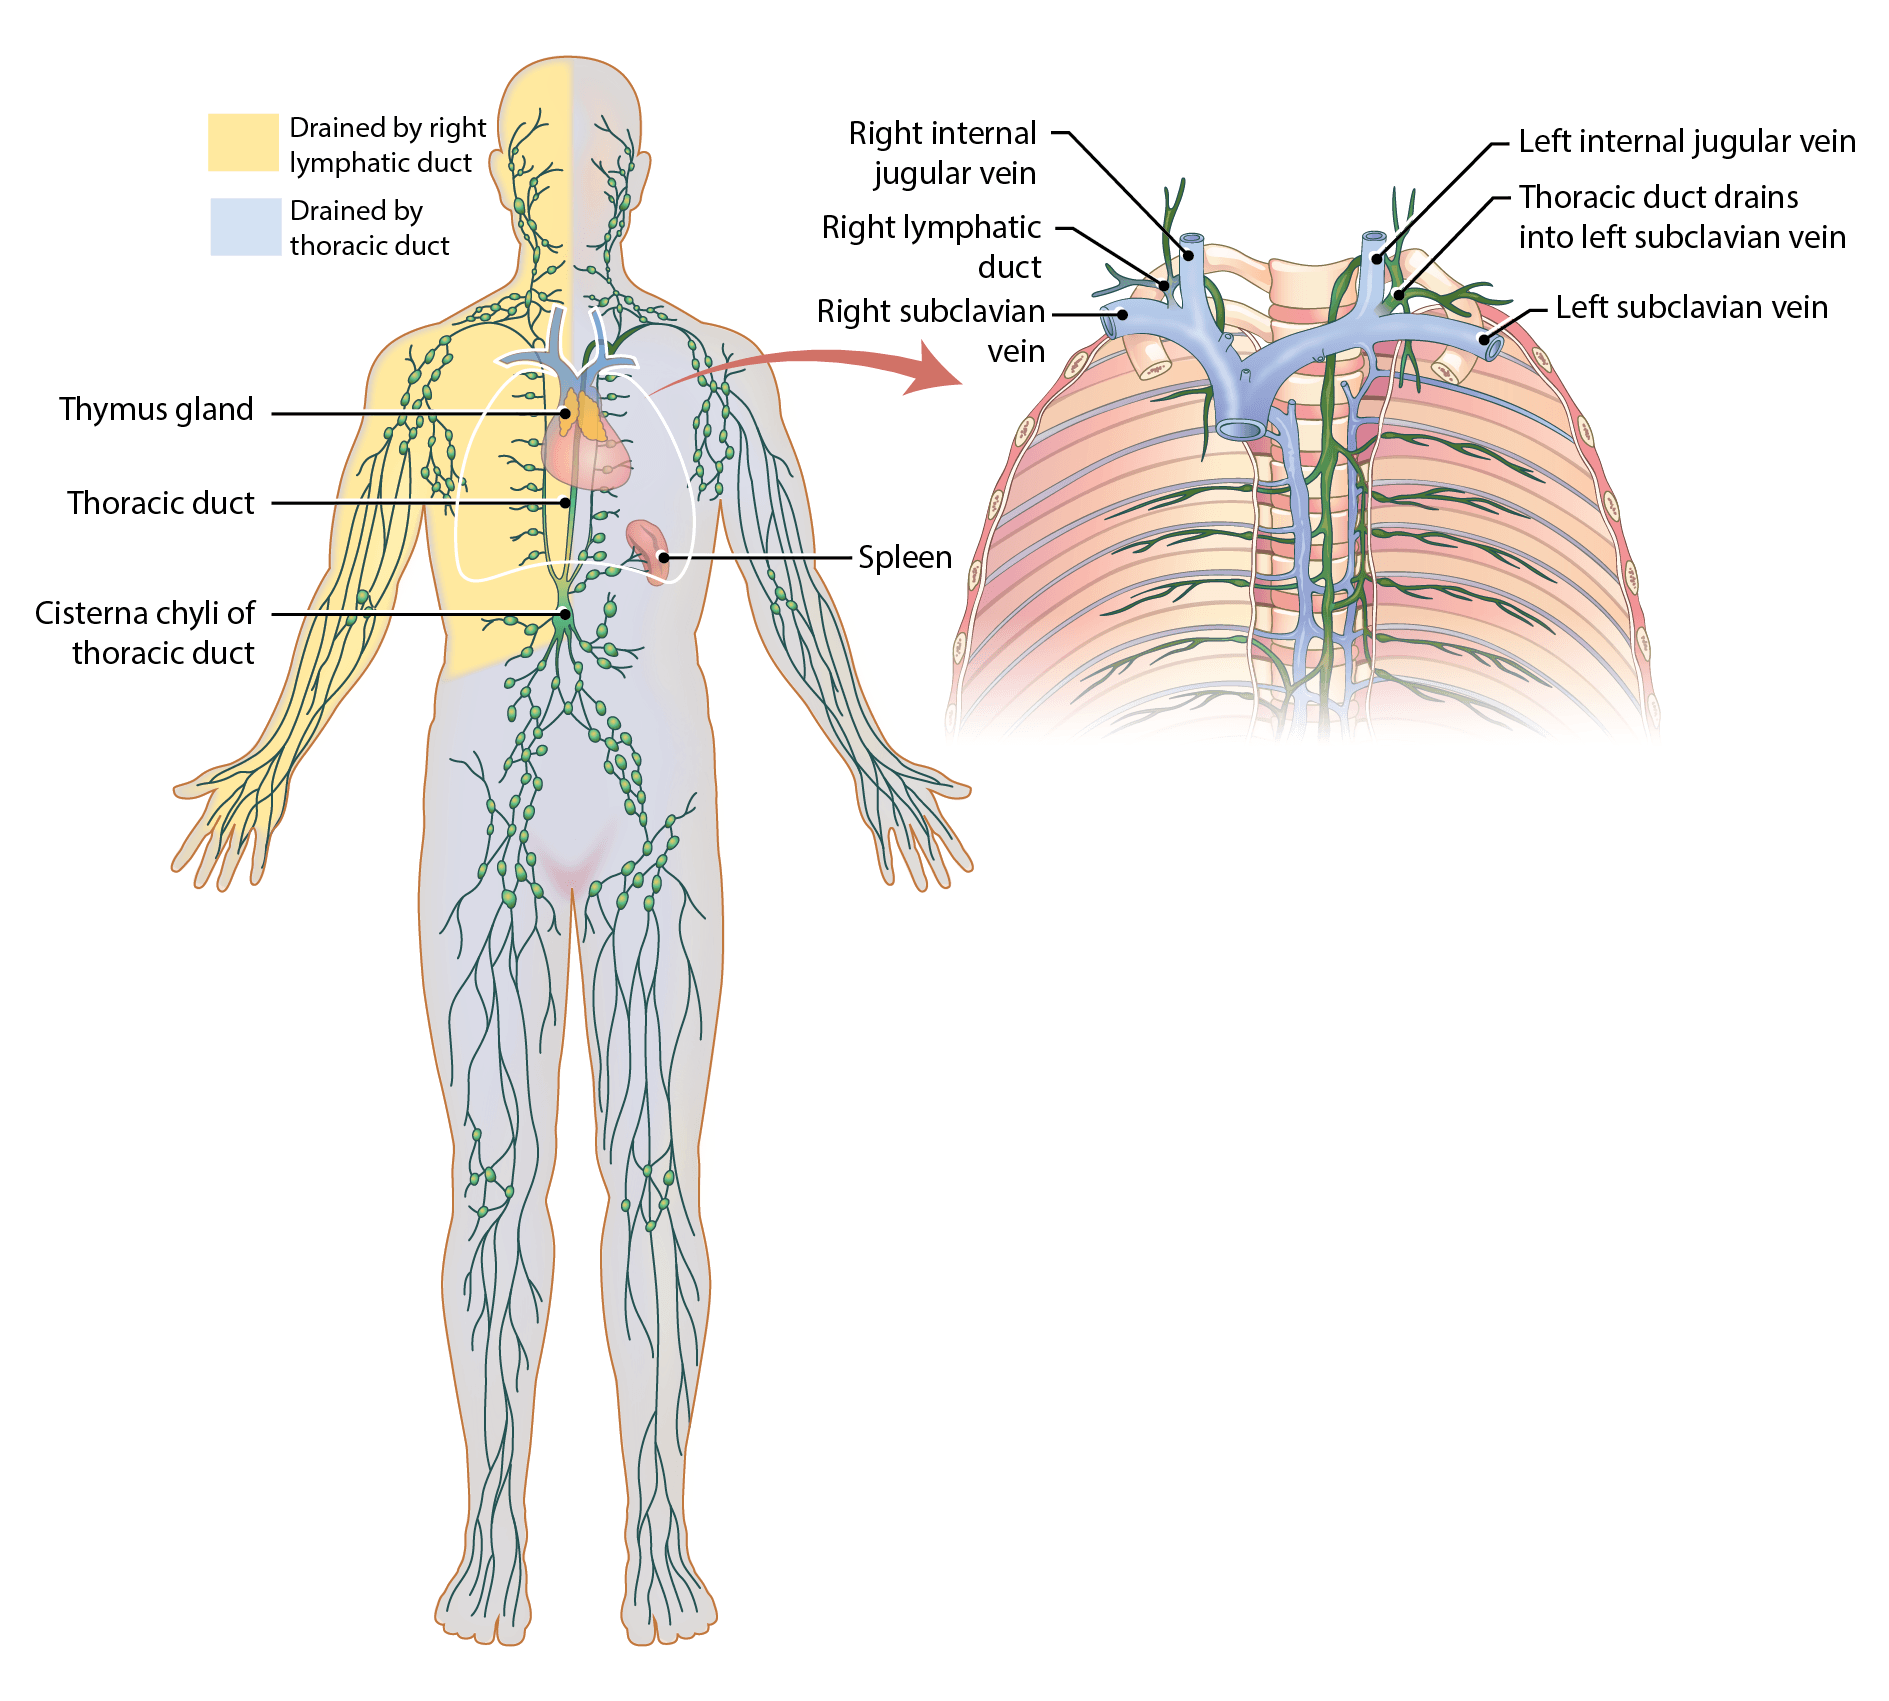 Drained by right
lymphatic duct
Drained by
thoracic duct
Thymus gland
Thoracic duct
Cisterna chyli of
thoracic duct
Spleen
Right internal
jugular vein
Right lymphatic
duct
Right subclavian
vein
Left internal jugular vein
Thoracic duct drains
into left subclavian vein
Left subclavian vein